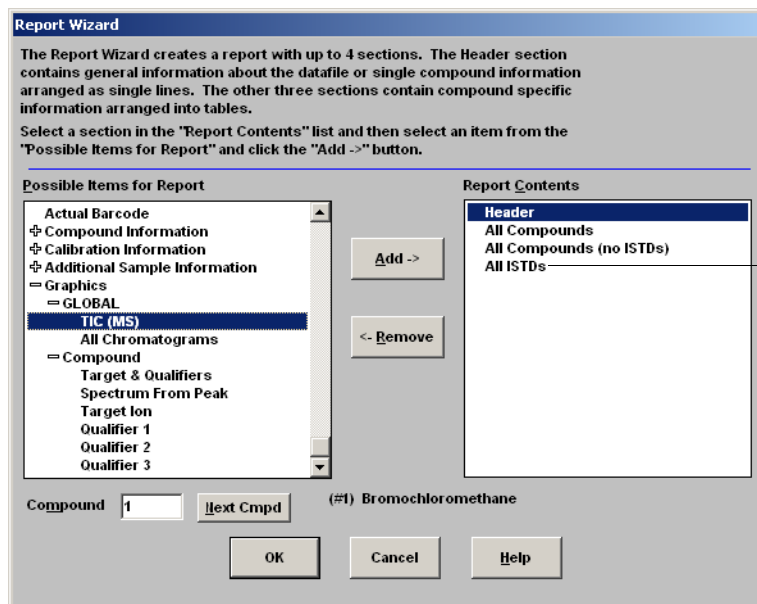 Report Wizard
The Report Wizard creates a report with up to 4 sections. The Header section
contains general information about the datafile or single compound information
arranged as single lines. The other three sections contain compound specific
information arranged into tables.
Select a section in the "Report Contents" list and then select an item from the
"Possible Items for Report" and click the "Add ->" button.
Possible Items for Report
Actual Barcode
Compound Information
Calibration Information
Additional Sample Information
Graphics
GLOBAL
TIC (MS)
All Chromatograms
Compound
Target & Qualifiers
Spectrum From Peak
Target Ion
Qualifier 1
Qualifier 2
Qualifier 3
Add ->
<- Remove
Report Contents
Header
All Compounds
All Compounds (no ISTDs)
All ISTDs
Compound 1 Next Cmpd (#1) Bromochloromethane
OK Cancel Help